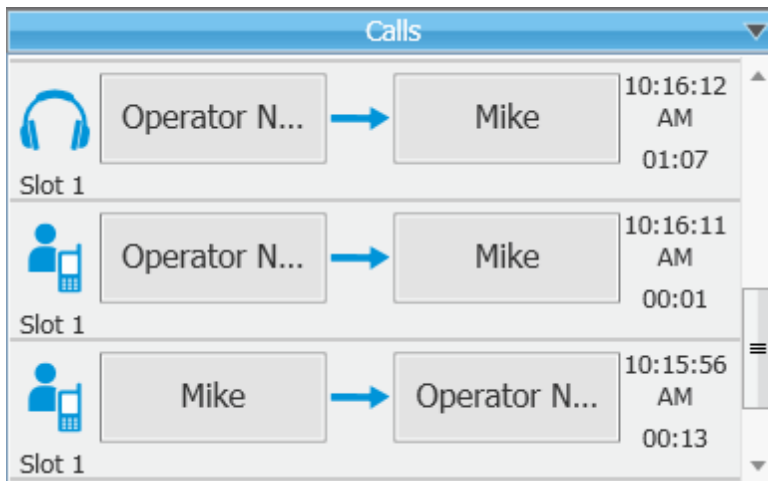 Calls
Operator N...
Mike
10:16:12
AM
01:07
Slot 1
Operator N...
Mike
10:16:11
AM
00:01
Slot 1
Mike
Operator N...
10:15:56
AM
00:13
Slot 1